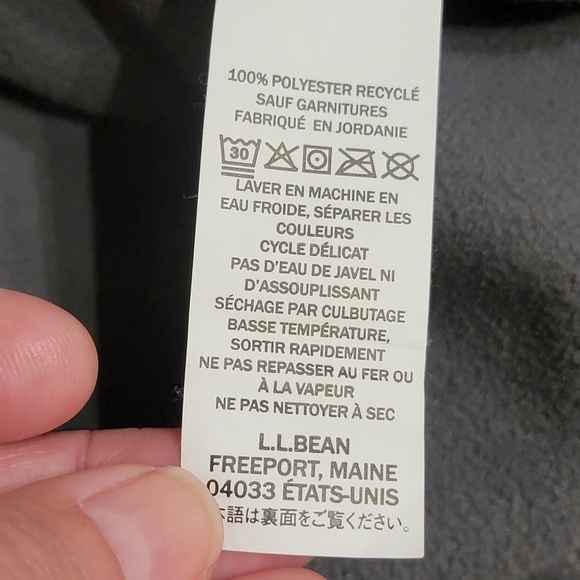 100% POLYESTER RECYCLÉ
SAUF GARNITURES
FABRIQUÉ EN JORDANIE
30
LAVER EN MACHINE EN
EAU FROIDE, SÉPARER LES
COULEURS
CYCLE DÉLICAT
PAS D'EAU DE JAVEL NI
D'ASSOUPLISSANT
SÉCHAGE PAR CULBUTAGE
BASSE TEMPÉRATURE,
SORTIR RAPIDEMENT
NE PAS REPASSER AU FER OU
À LA VAPEUR
NE PAS NETTOYER À SEC
L.L.BEAN
FREEPORT, MAINE
04033 ÉTATS-UNIS
本語は裏面をご覧ください。